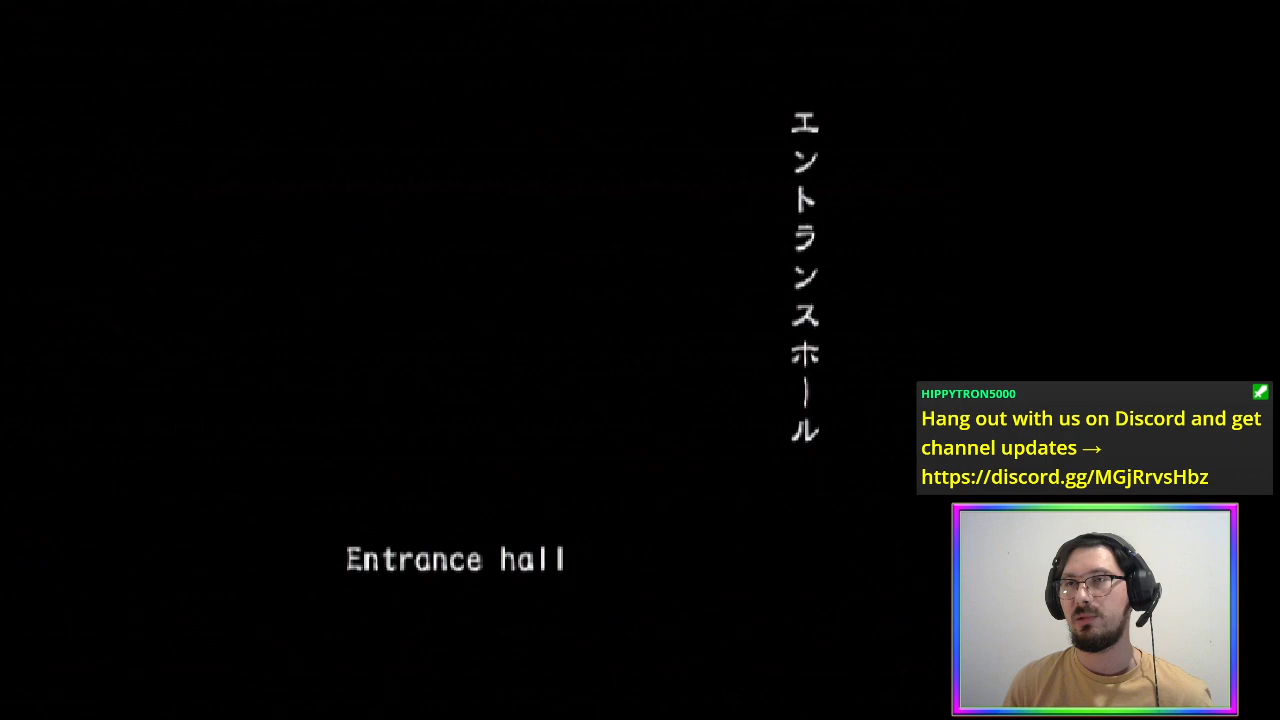 エントランスホール
Entrance hall
HIPPYTRON5000
Hang out with us on Discord and get
channel updates →
https://discord.gg/MGjRrvsHbz